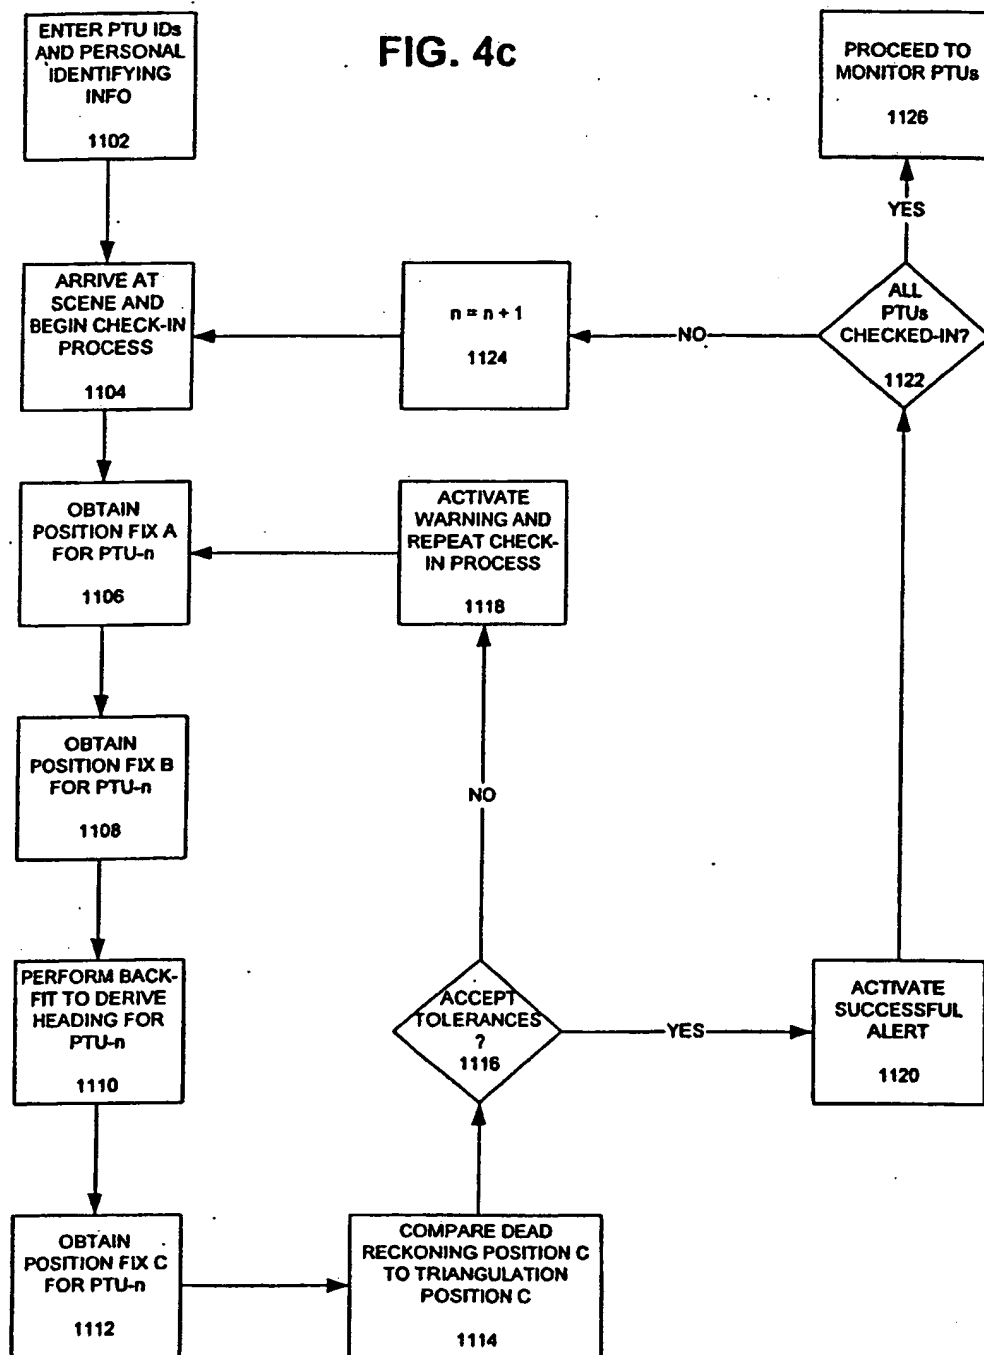 FIG. 4c
ENTER PTU IDs
AND PERSONAL
IDENTIFYING
INFO
1102
ARRIVE AT
SCENE AND
BEGIN CHECK-IN
PROCESS
1104
OBTAIN
POSITION FIX A
FOR PTU-n
1106
OBTAIN
POSITION FIX B
FOR PTU-n
1108
PERFORM BACK-
FIT TO DERIVE
HEADING FOR
PTU-n
1110
OBTAIN
POSITION FIX C
FOR PTU-n
1112
COMPARE DEAD
RECKONING POSITION C
TO TRIANGULATION
POSITION C
1114
ACCEPT
TOLERANCES
?
1116
NO
ACTIVATE
WARNING AND
REPEAT CHECK-
IN PROCESS
1118
YES
ACTIVATE
SUCCESSFUL
ALERT
1120
ALL
PTUs
CHECKED-IN?
1122
NO
n = n + 1
1124
YES
PROCEED TO
MONITOR PTUs
1126